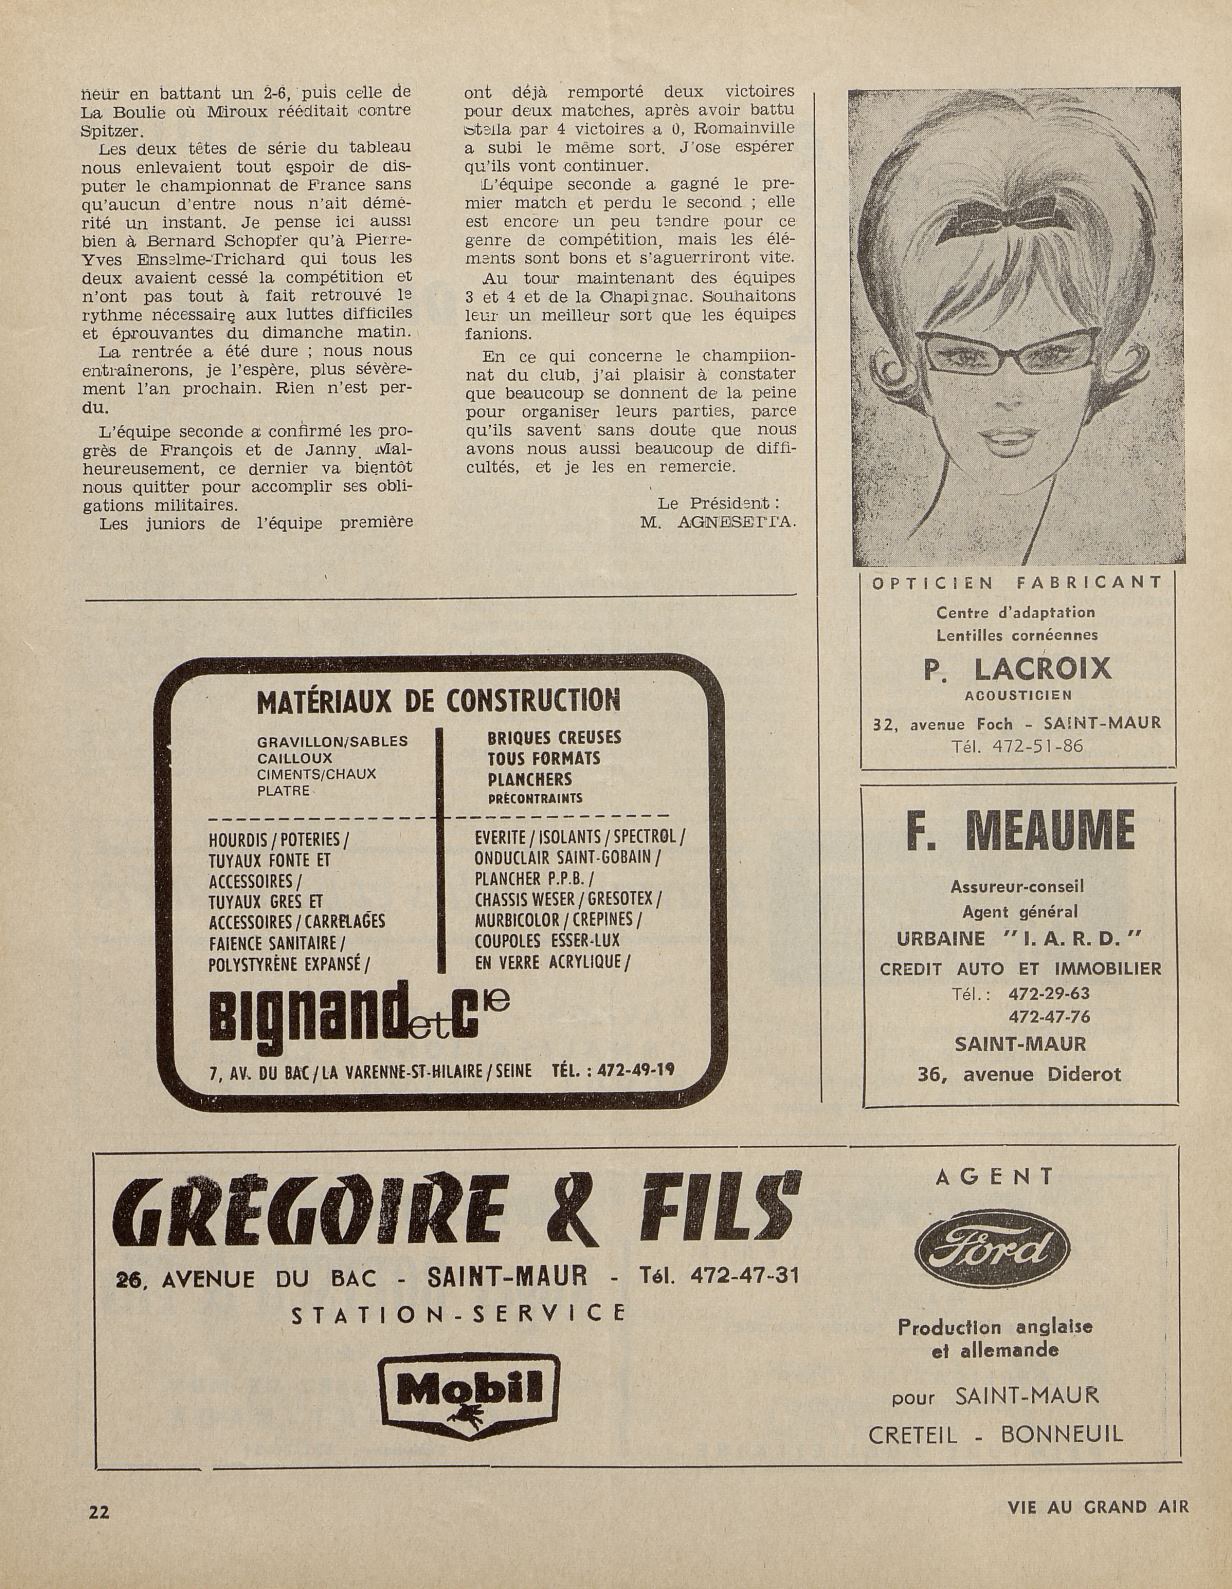 neur en battant un 2-6, puis celle de
La Boulie où Miroux rééditait contre
Spitzer.
Les deux têtes de série du tableau
nous enlevaient tout espoir de dis-
puter le championnat de France sans
qu'aucun d'entre nous n'ait démé-
rité un instant. Je pense ici aussi
bien à Bernard Schopfer qu'à Pierre-
Yves Enselme-Trichard qui tous les
deux avaient cessé la compétition et
n'ont pas tout à fait retrouvé le
rythme nécessaire aux luttes difficiles
et éprouvantes du dimanche matin.
La rentrée a été dure ; nous nous
entrainerons, je l'espère, plus sévère-
ment l'an prochain. Rien n'est per-
du.
L'équipe seconde a confirmé les pro-
grès de François et de Janny. Mal-
heureusement, ce dernier va bientôt
nous quitter pour accomplir ses obli-
gations militaires.
Les juniors de l'équipe première
ont déjà remporté deux victoires
pour deux matches, après avoir battu
Stella par 4 victoires a 0, Romainville
a subi le même sort. J'ose espérer
qu'ils vont continuer.
L'équipe seconde a gagné le pre-
mier match et perdu le second ; elle
est encore un peu tendre pour ce
genre de compétition, mais les élé-
ments sont bons et s'aguerriront vite.
Au tour maintenant des équipes
3 et 4 et de la Chapignac. Souhaitons
leur un meilleur sort que les équipes
fanions.
En ce qui concerne le champiion-
nat du club, j'ai plaisir à constater
que beaucoup se donnent de la peine
pour organiser leurs parties, parce
qu'ils savent sans doute que nous
avons nous aussi beaucoup de diffi-
cultés, et je les en remercie.
Le Président :
M. AGNESETTA.
OPTICIEN FABRICANT
Centre d'adaptation
Lentilles cornéennes
P. LACROIX
ACOUSTICIEN
32, avenue Foch - SAINT-MAUR
Tél. 472-51-86
MATÉRIAUX DE CONSTRUCTION
GRAVILLON/SABLES
CAILLOUX
CIMENTS/CHAUX
PLATRE
BRIQUES CREUSES
TOUS FORMATS
PLANCHERS
PRÉCONTRAINTS
HOURDIS / POTERIES /
TUYAUX FONTE ET
ACCESSOIRES /
TUYAUX GRES ET
ACCESSOIRES / CARRELAGES
FAIENCE SANITAIRE /
POLYSTYRÈNE EXPANSÉ /
EVERITE / ISOLANTS / SPECTROL /
ONDUCLAIR SAINT-GOBAIN /
PLANCHER P.P.B. /
CHASSIS WESER / GRESOTEX /
MURBICOLOR / CREPINES /
COUPOLES ESSER-LUX
EN VERRE ACRYLIQUE /
Bignand et Cie
7, AV. DU BAC / LA VARENNE-ST-HILAIRE / SEINE TÉL. : 472-49-19
F. MEAUME
Assureur-conseil
Agent général
URBAINE "I. A. R. D."
CREDIT AUTO ET IMMOBILIER
Tél. : 472-29-63
472-47-76
SAINT-MAUR
36, avenue Diderot
GRÉGOIRE & FILS
26, AVENUE DU BAC - SAINT-MAUR - Tél. 472-47-31
STATION-SERVICE
Mobil
AGENT
Ford
Production anglaise
et allemande
pour SAINT-MAUR
CRETEIL - BONNEUIL
22
VIE AU GRAND AIR